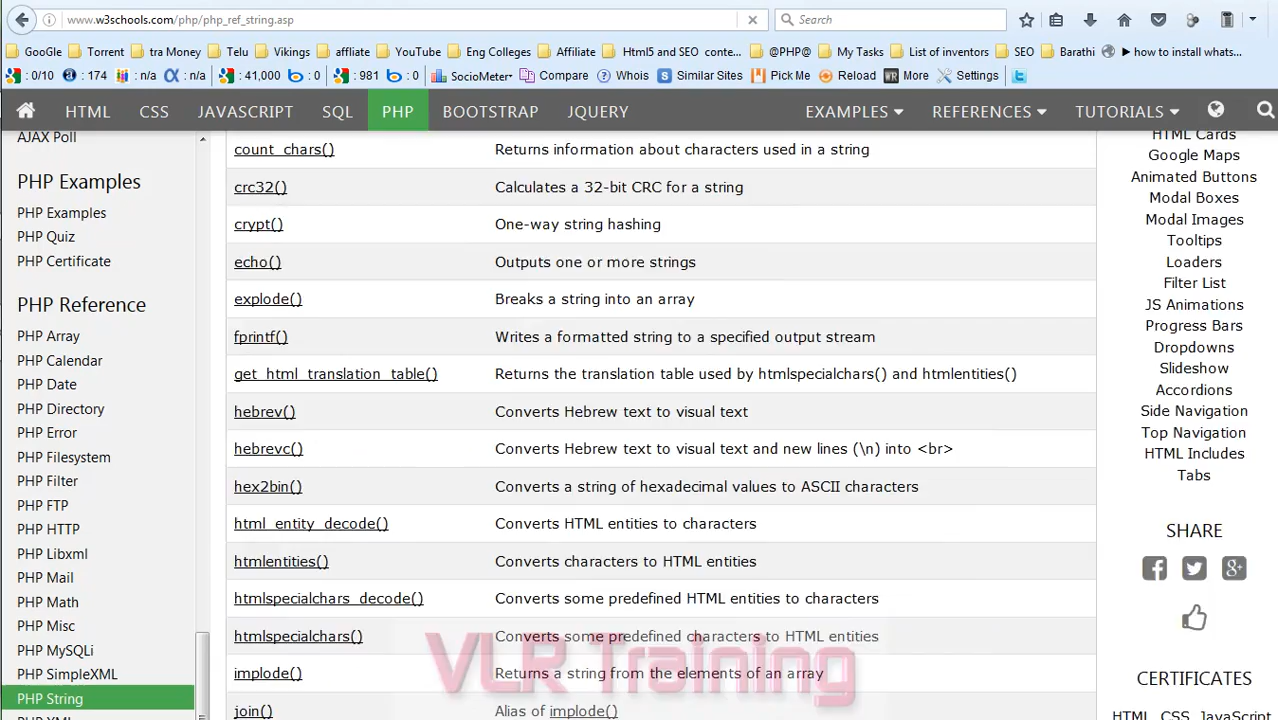 www.w3schools.com/php/php_ref_string.asp
Search
GooGle Torrent tra Money Telu Vikings affiliate YouTube Eng Colleges Affiliate Html5 and SEO conte... @PHP@ My Tasks List of inventors SEO Barathi ▶ how to install whats...
: 0/10 : 174 : n/a : n/a : 41,000 : 0 : 981 : 0 SocioMeter Compare Whois Similar Sites Pick Me Reload WR More Settings
HTML CSS JAVASCRIPT SQL PHP BOOTSTRAP JQUERY EXAMPLES REFERENCES TUTORIALS
AJAX Poll
PHP Examples
PHP Examples
PHP Quiz
PHP Certificate
PHP Reference
PHP Array
PHP Calendar
PHP Date
PHP Directory
PHP Error
PHP Filesystem
PHP Filter
PHP FTP
PHP HTTP
PHP Libxml
PHP Mail
PHP Math
PHP Misc
PHP MySQLi
PHP SimpleXML
PHP String
PHP XML
count_chars() Returns information about characters used in a string
crc32() Calculates a 32-bit CRC for a string
crypt() One-way string hashing
echo() Outputs one or more strings
explode() Breaks a string into an array
fprintf() Writes a formatted string to a specified output stream
get_html_translation_table() Returns the translation table used by htmlspecialchars() and htmlentities()
hebrev() Converts Hebrew text to visual text
hebrevc() Converts Hebrew text to visual text and new lines (\n) into <br>
hex2bin() Converts a string of hexadecimal values to ASCII characters
html_entity_decode() Converts HTML entities to characters
htmlentities() Converts characters to HTML entities
htmlspecialchars_decode() Converts some predefined HTML entities to characters
htmlspecialchars() Converts some predefined characters to HTML entities
implode() Returns a string from the elements of an array
join() Alias of implode()
VLR Training
HTML Cards
Google Maps
Animated Buttons
Modal Boxes
Modal Images
Tooltips
Loaders
Filter List
JS Animations
Progress Bars
Dropdowns
Slideshow
Accordions
Side Navigation
Top Navigation
HTML Includes
Tabs
SHARE
CERTIFICATES
HTML, CSS, JavaScript,